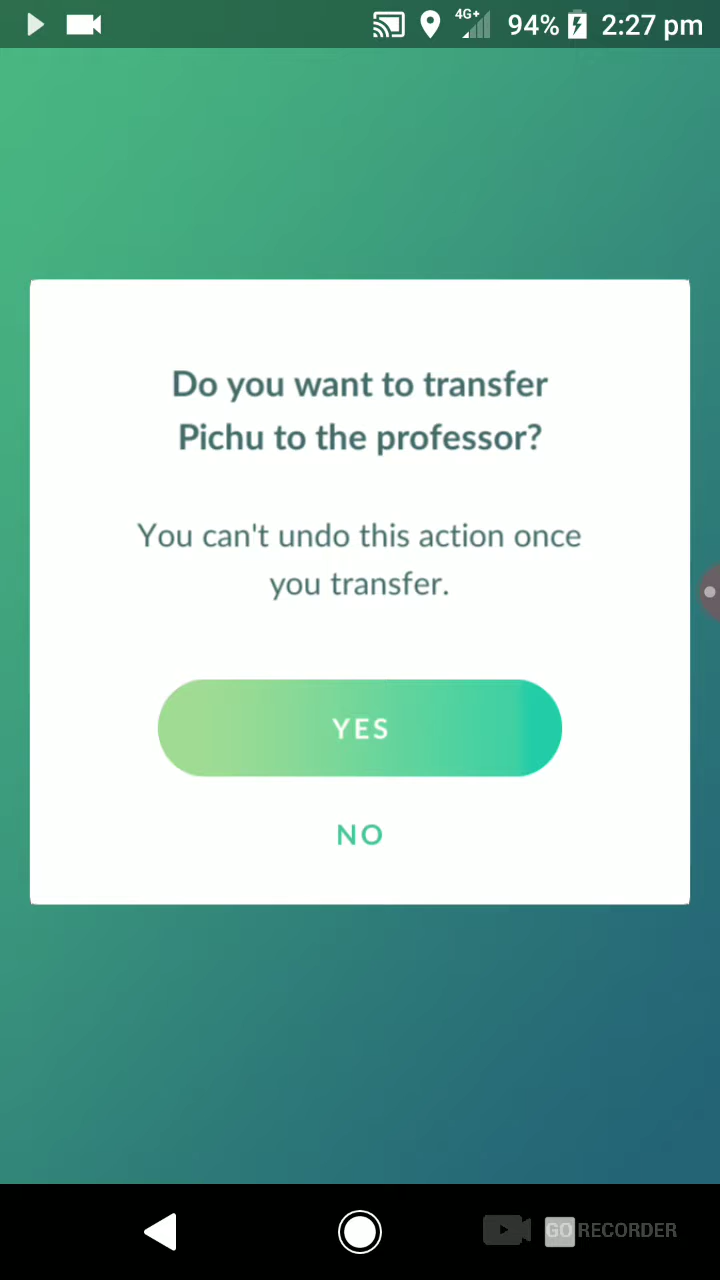 4G+ 94% 2:27 pm
Do you want to transfer
Pichu to the professor?
You can't undo this action once
you transfer.
YES
NO
GO RECORDER